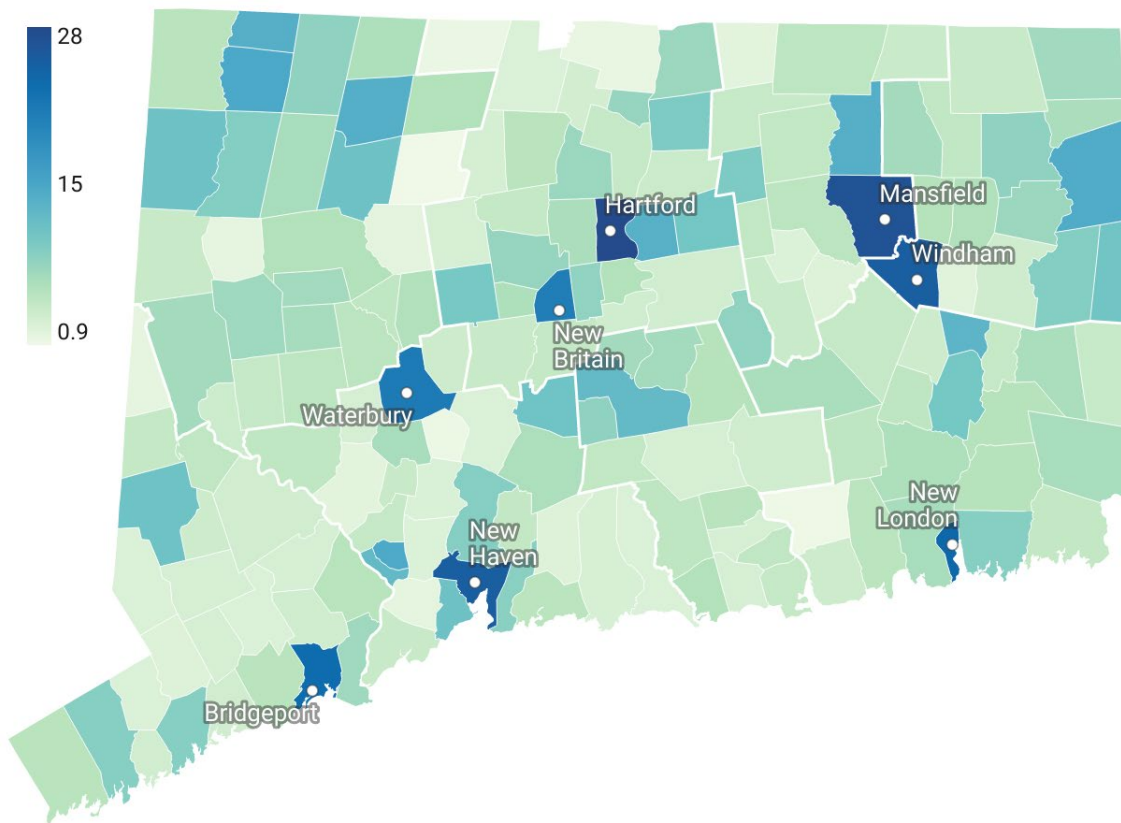 28
15
0.9
Hartford
Mansfield
Windham
New
Britain
Waterbury
New
London
New
Haven
Bridgeport